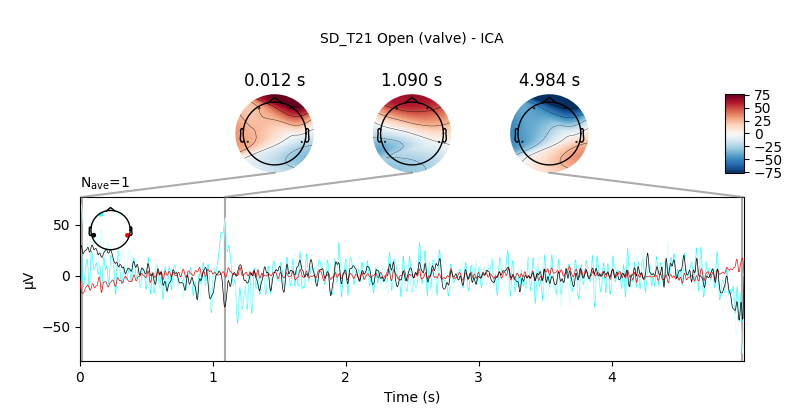 SD_T21 Open (valve) - ICA
0.012 s 1.090 s 4.984 s
75
50
25
0
−25
−50
−75
Nave=1
50
0
−50
µV
0 1 2 3 4
Time (s)